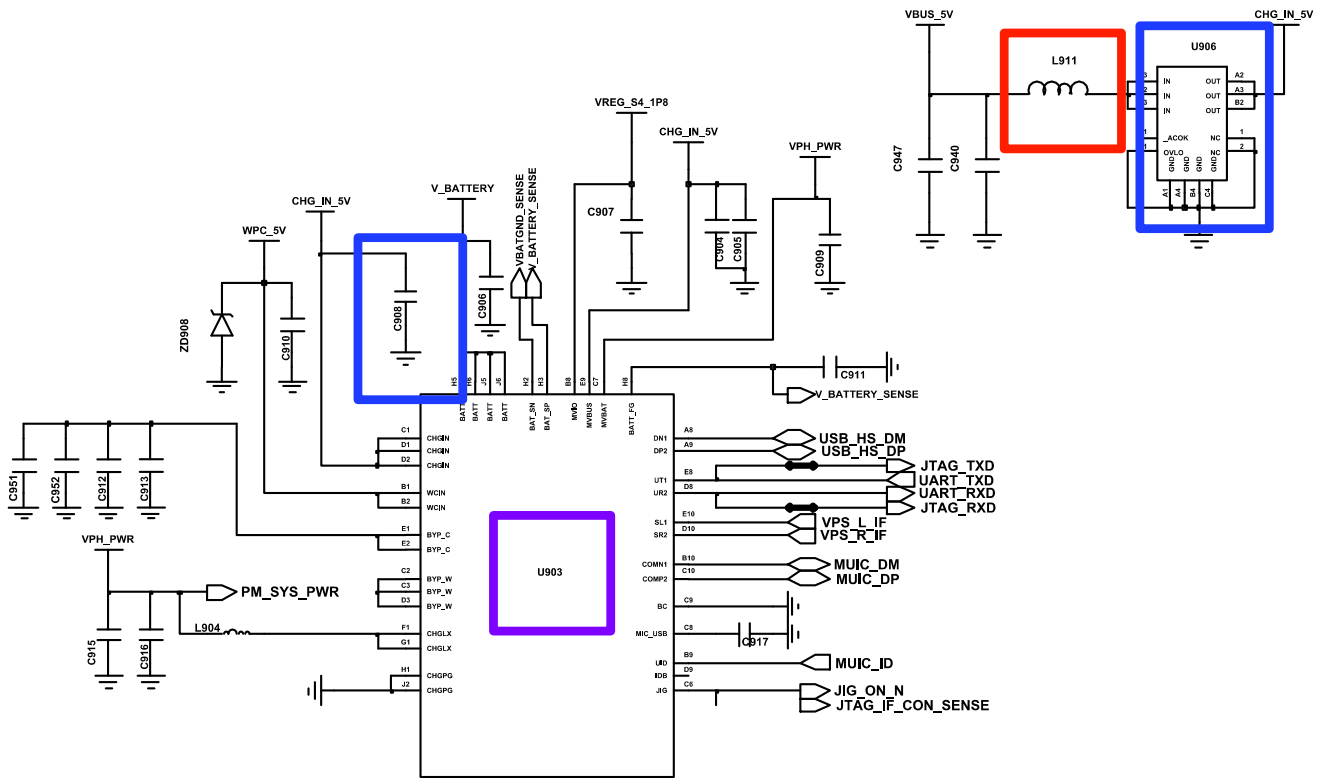 VBUS_5V
CHG_IN_5V
L911
U906
3 IN OUT A2
2 IN OUT A3
3 IN OUT B2
1 _ACOK NC 1
1 OVLO NC 2
GND GND GND GND
A1 A4 B4 C4
C947
C940
VREG_S4_1P8
CHG_IN_5V
VPH_PWR
C907
C904
C905
C909
V_BATTERY
VBATGND_SENSE
V_BATTERY_SENSE
CHG_IN_5V
WPC_5V
C908
C906
ZD908
C910
C911
V_BATTERY_SENSE
H5 H6 J5 J6 H2 H3 B8 E9 C7 H8
BATT BATT BATT BATT BAT_SN BAT_SP MVIO MVBUS MVBAT BATT_FG
C1 CHGIN
D1 CHGIN
D2 CHGIN
B1 WCIN
B2 WCIN
E1 BYP_C
E2 BYP_C
C2 BYP_W
C3 BYP_W
D3 BYP_W
F1 CHGLX
G1 CHGLX
H1 CHGPG
J2 CHGPG
U903
C951
C952
C912
C913
VPH_PWR
PM_SYS_PWR
L904
C915
C916
DN1 A8 USB_HS_DM
DP2 A9 USB_HS_DP
JTAG_TXD
UT1 E8 UART_TXD
UR2 D8 UART_RXD
JTAG_RXD
SL1 E10 VPS_L_IF
SR2 D10 VPS_R_IF
COMN1 B10 MUIC_DM
COMP2 C10 MUIC_DP
BC C9
MIC_USB C8 C917
UID B9 MUIC_ID
IDB D9
JIG C6 JIG_ON_N
JTAG_IF_CON_SENSE